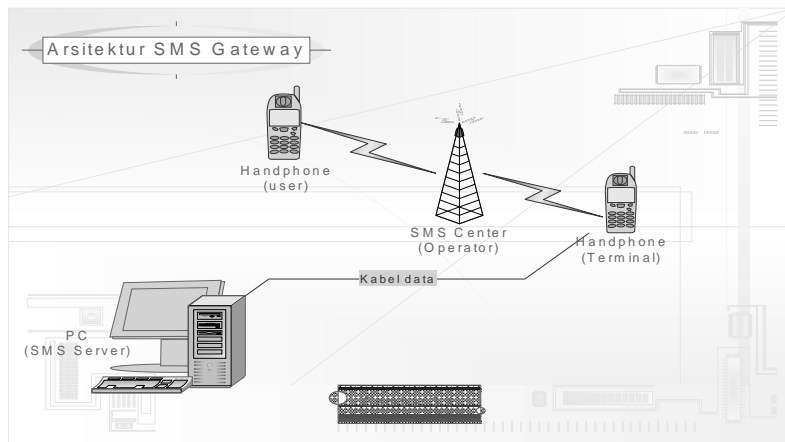 Arsitektur SMS Gateway
Handphone
(user)
SMS Center
(Operator)
Handphone
(Terminal)
Kabel data
PC
(SMS Server)